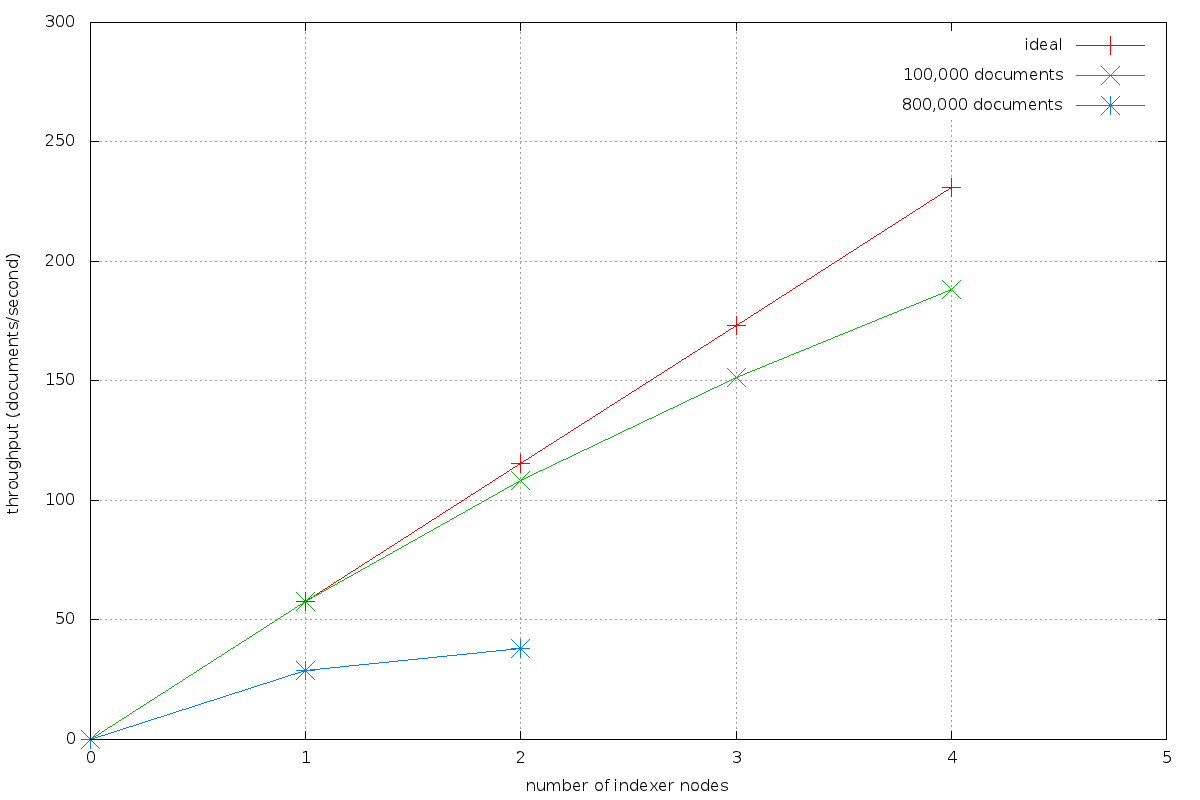 300
250
200
150
100
50
0
throughput (documents/second)
ideal
100,000 documents
800,000 documents
0 1 2 3 4 5
number of indexer nodes